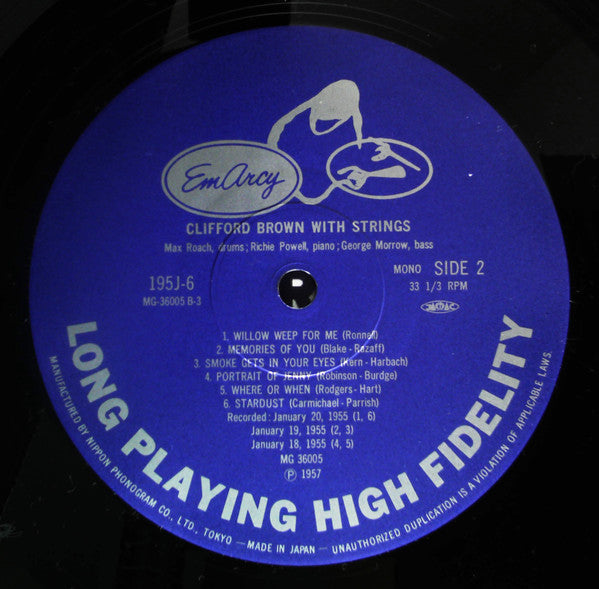 EmArcy
CLIFFORD BROWN WITH STRINGS
Max Roach, drums; Richie Powell, piano; George Morrow, bass
195J-6
MG-36005 B-3
MONO SIDE 2
33 1/3 RPM
1. WILLOW WEEP FOR ME (Ronnell)
2. MEMORIES OF YOU (Blake-Rozaff)
3. SMOKE GETS IN YOUR EYES (Kern-Harbach)
4. PORTRAIT OF JENNY (Robinson-Burdge)
5. WHERE OR WHEN (Rodgers-Hart)
6. STARDUST (Carmichael-Parrish)
Recorded: January 20, 1955 (1, 6)
January 19, 1955 (2, 3)
January 18, 1955 (4, 5)
MG 36005
Ⓟ 1957
LONG PLAYING HIGH FIDELITY
MANUFACTURED BY NIPPON PHONOGRAM CO., LTD., TOKYO — MADE IN JAPAN — UNAUTHORIZED DUPLICATION IS A VIOLATION OF APPLICABLE LAWS.